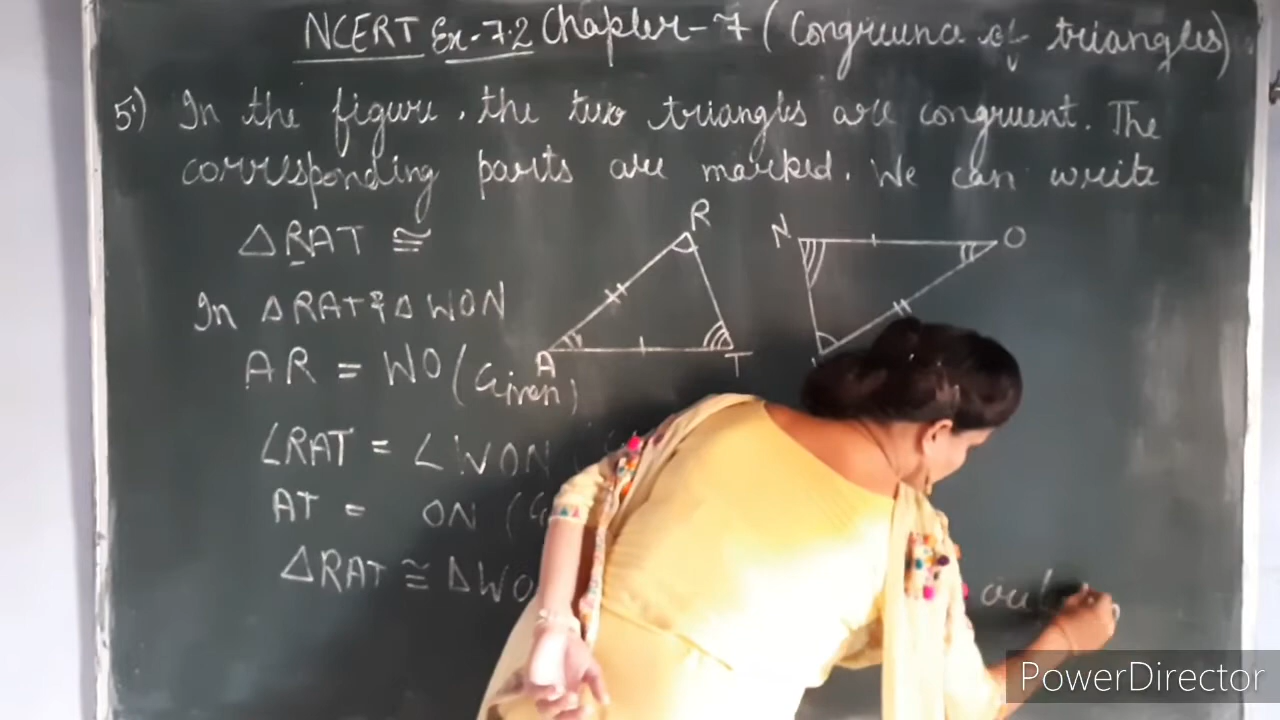 NCERT Ex-7.2 Chapter-7 (Congruence of triangles)
5) In the figure, the two triangles are congruent. The
corresponding parts are marked. We can write
△RAT ≅
R
N
O
In △RAT & △WON
A
T
AR = WO (Given)
∠RAT = ∠WON
AT = ON
△RAT ≅ △WO
PowerDirector